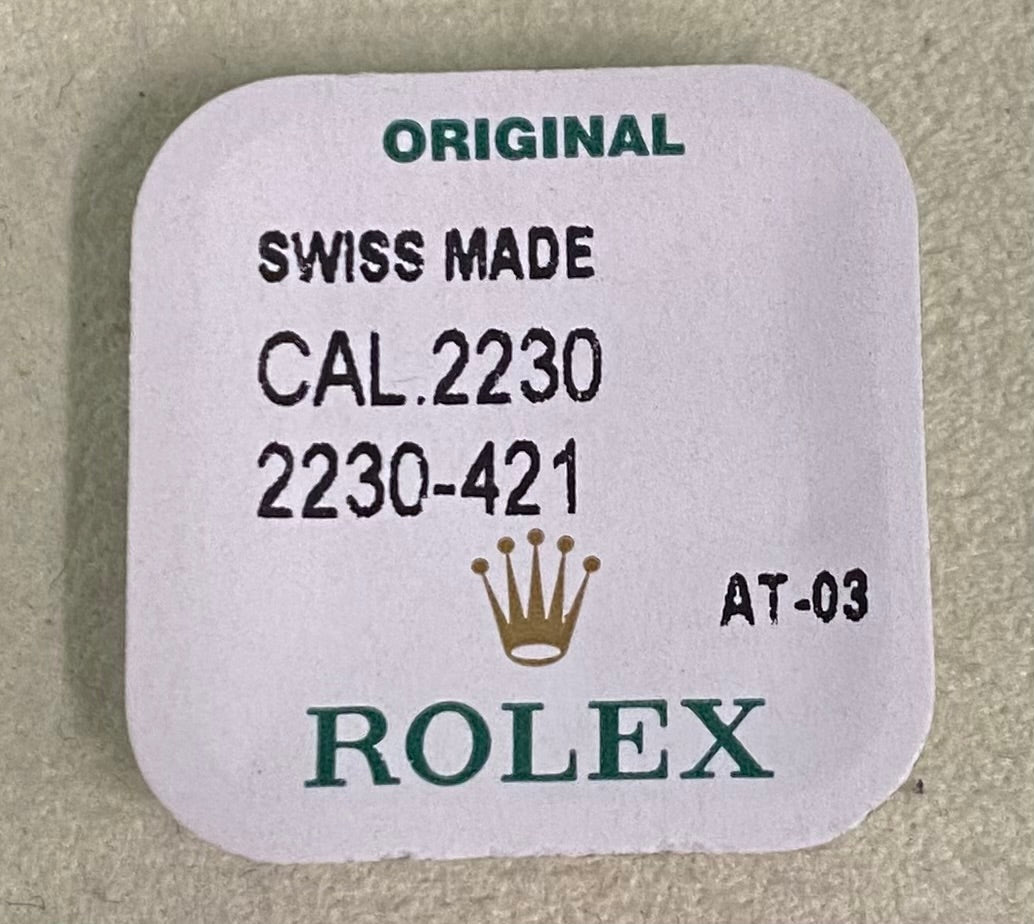 ORIGINAL
SWISS MADE
CAL.2230
2230-421
AT-03
ROLEX